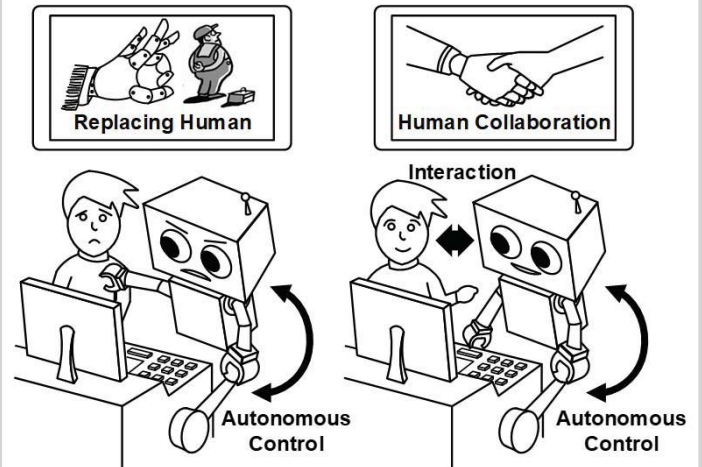 Replacing Human
Human Collaboration
Interaction
Autonomous
Control
Autonomous
Control